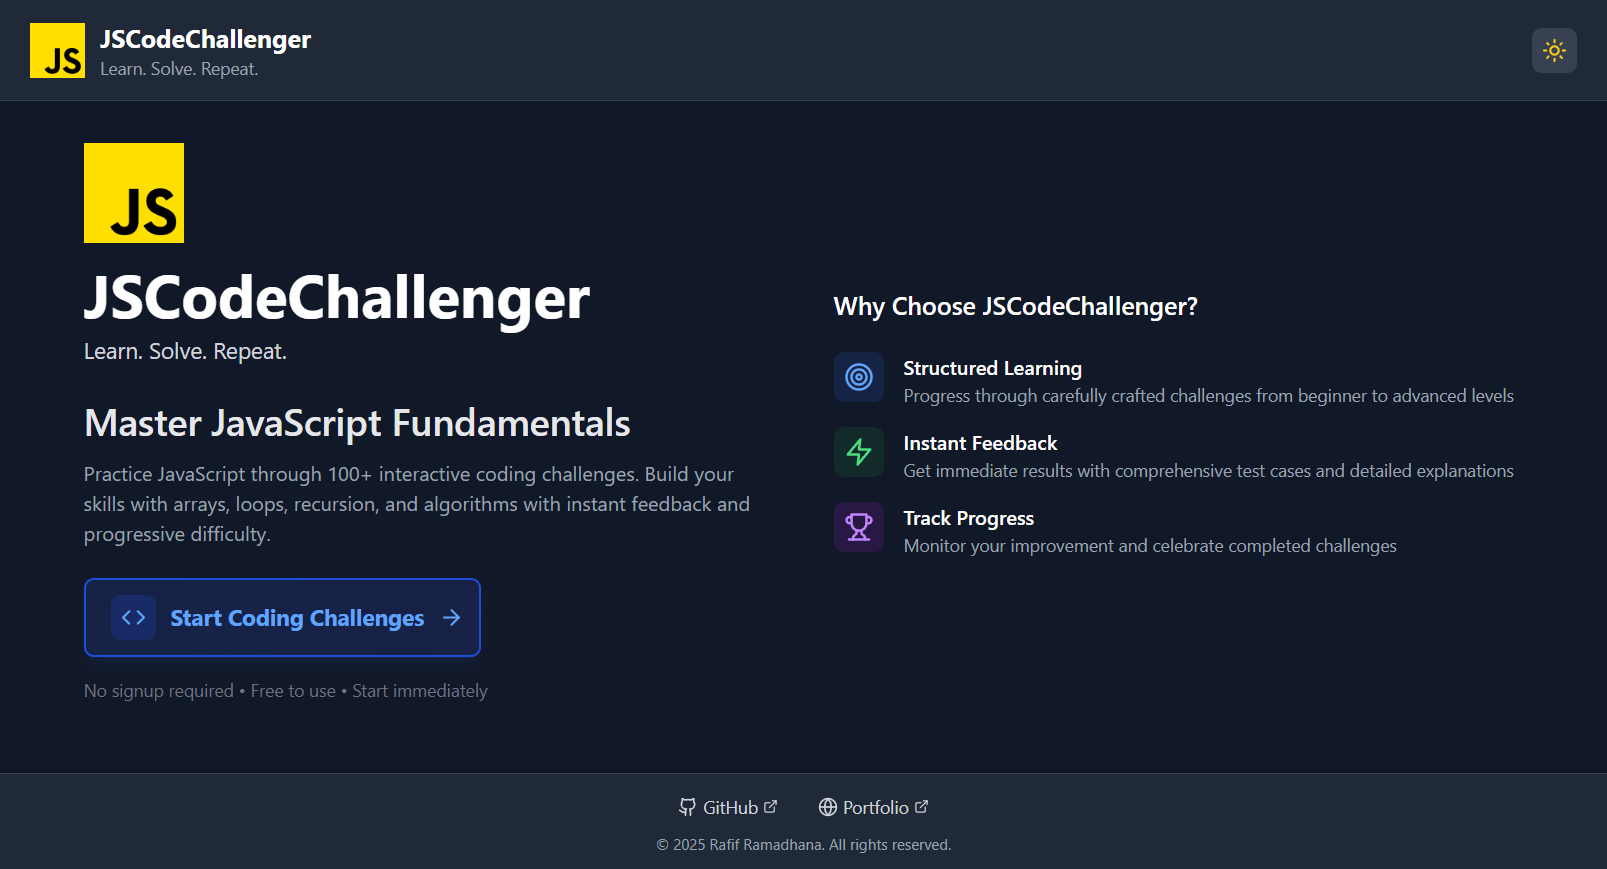 JS
JSCodeChallenger
Learn. Solve. Repeat.
JS
JSCodeChallenger
Learn. Solve. Repeat.
Master JavaScript Fundamentals
Practice JavaScript through 100+ interactive coding challenges. Build your
skills with arrays, loops, recursion, and algorithms with instant feedback and
progressive difficulty.
Start Coding Challenges
No signup required • Free to use • Start immediately
Why Choose JSCodeChallenger?
Structured Learning
Progress through carefully crafted challenges from beginner to advanced levels
Instant Feedback
Get immediate results with comprehensive test cases and detailed explanations
Track Progress
Monitor your improvement and celebrate completed challenges
GitHub
Portfolio
© 2025 Rafif Ramadhana. All rights reserved.